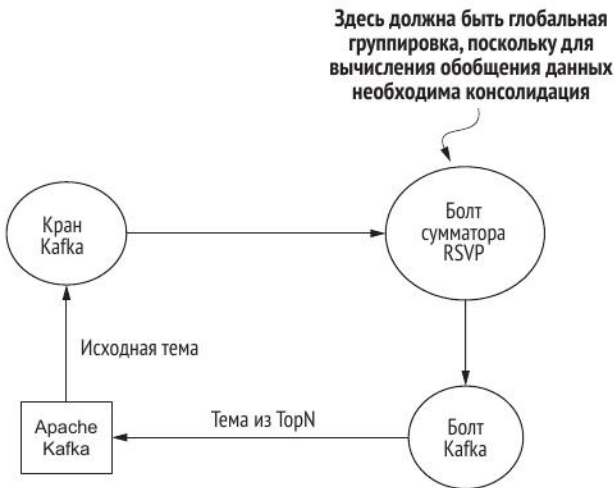 Здесь должна быть глобальная
группировка, поскольку для
вычисления обобщения данных
необходима консолидация
Кран
Kafka
Болт
сумматора
RSVP
Исходная тема
Apache
Kafka
Тема из TopN
Болт
Kafka